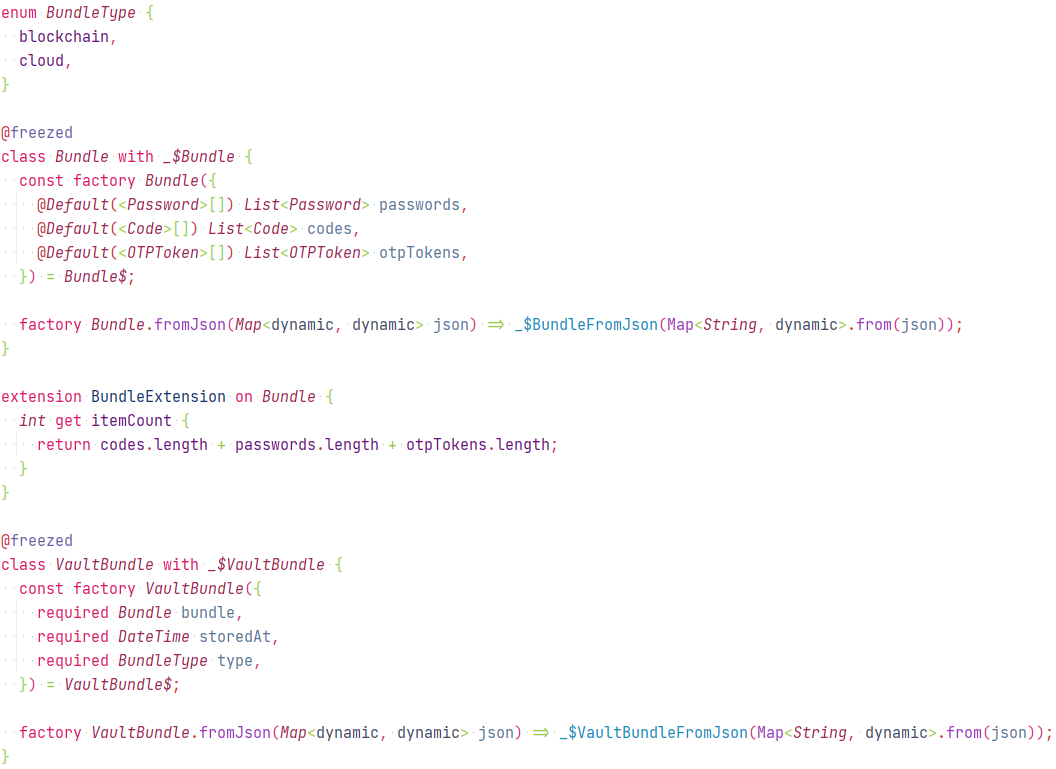 enum BundleType {
  blockchain,
  cloud,
}

@freezed
class Bundle with _$Bundle {
  const factory Bundle({
    @Default(<Password>[]) List<Password> passwords,
    @Default(<Code>[]) List<Code> codes,
    @Default(<OTPToken>[]) List<OTPToken> otpTokens,
  }) = Bundle$;

  factory Bundle.fromJson(Map<dynamic, dynamic> json) => _$BundleFromJson(Map<String, dynamic>.from(json));
}

extension BundleExtension on Bundle {
  int get itemCount {
    return codes.length + passwords.length + otpTokens.length;
  }
}

@freezed
class VaultBundle with _$VaultBundle {
  const factory VaultBundle({
    required Bundle bundle,
    required DateTime storedAt,
    required BundleType type,
  }) = VaultBundle$;

  factory VaultBundle.fromJson(Map<dynamic, dynamic> json) => _$VaultBundleFromJson(Map<String, dynamic>.from(json));
}